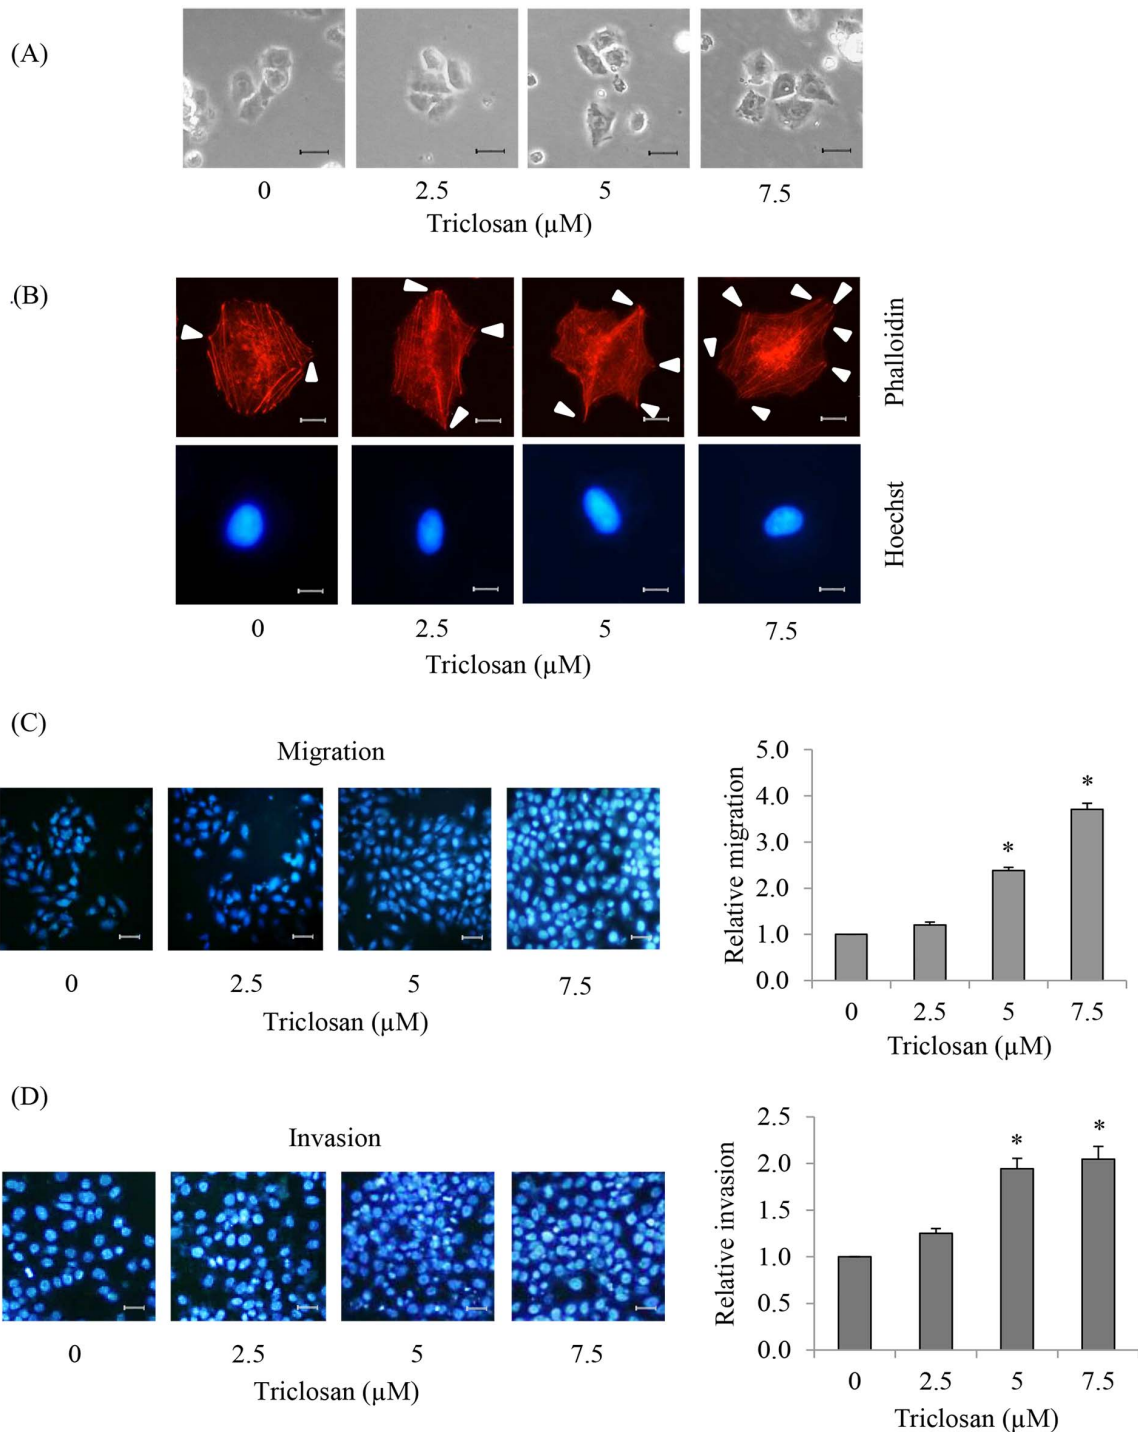 (A)
0 2.5 5 7.5
Triclosan (µM)
.(B)
Phalloidin
Hoechst
0 2.5 5 7.5
Triclosan (µM)
(C)
Migration
0 2.5 5 7.5
Triclosan (µM)
Relative migration
5.0
4.0
3.0
2.0
1.0
0.0
*
*
0 2.5 5 7.5
Triclosan (µM)
(D)
Invasion
0 2.5 5 7.5
Triclosan (µM)
Relative invasion
2.5
2.0
1.5
1.0
0.5
0.0
* *
0 2.5 5 7.5
Triclosan (µM)